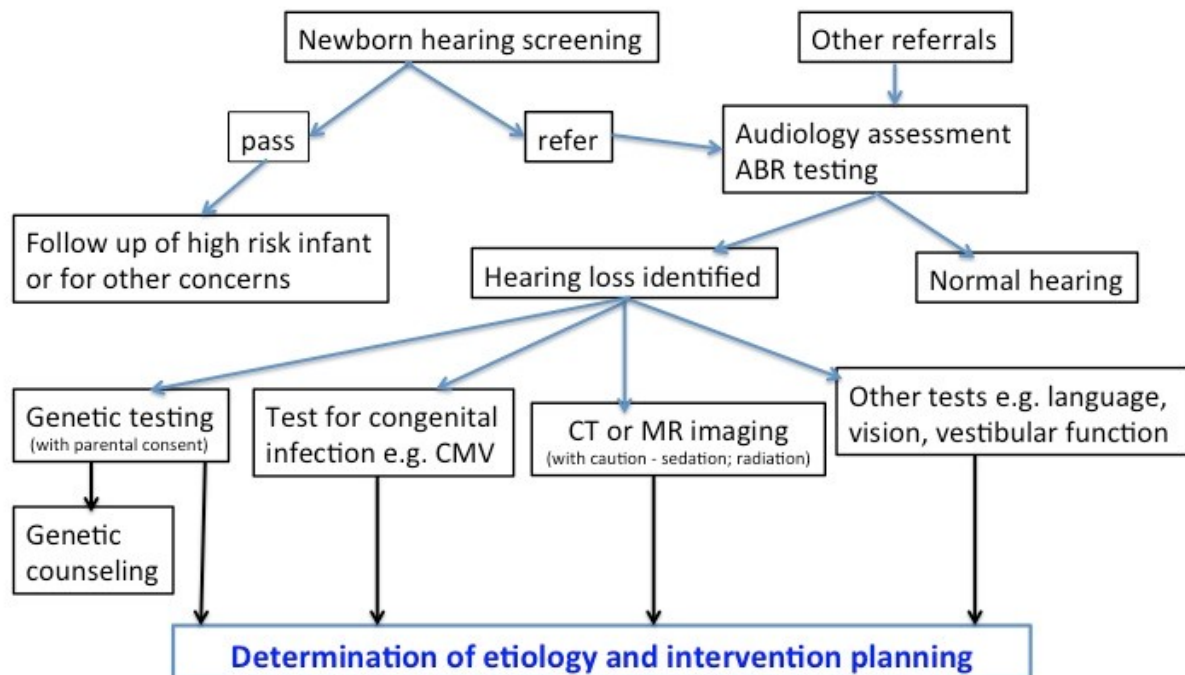 Newborn hearing screening
Other referrals
pass
refer
Audiology assessment
ABR testing
Follow up of high risk infant
or for other concerns
Hearing loss identified
Normal hearing
Genetic testing
(with parental consent)
Test for congenital
infection e.g. CMV
CT or MR imaging
(with caution - sedation; radiation)
Other tests e.g. language,
vision, vestibular function
Genetic
counseling
Determination of etiology and intervention planning